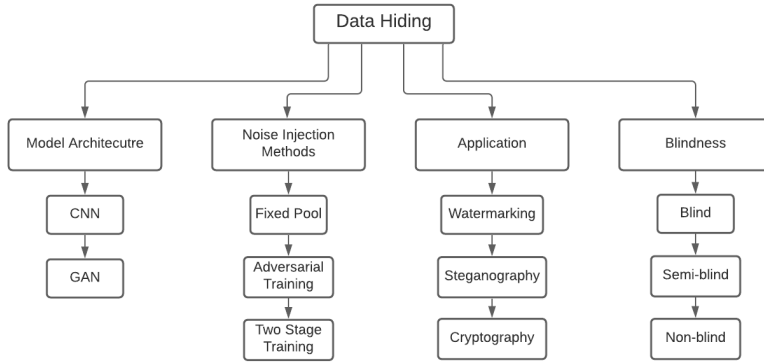 Data Hiding
Model Architecutre
Noise Injection
Methods
Application
Blindness
CNN
Fixed Pool
Watermarking
Blind
GAN
Adversarial
Training
Steganography
Semi-blind
Two Stage
Training
Cryptography
Non-blind